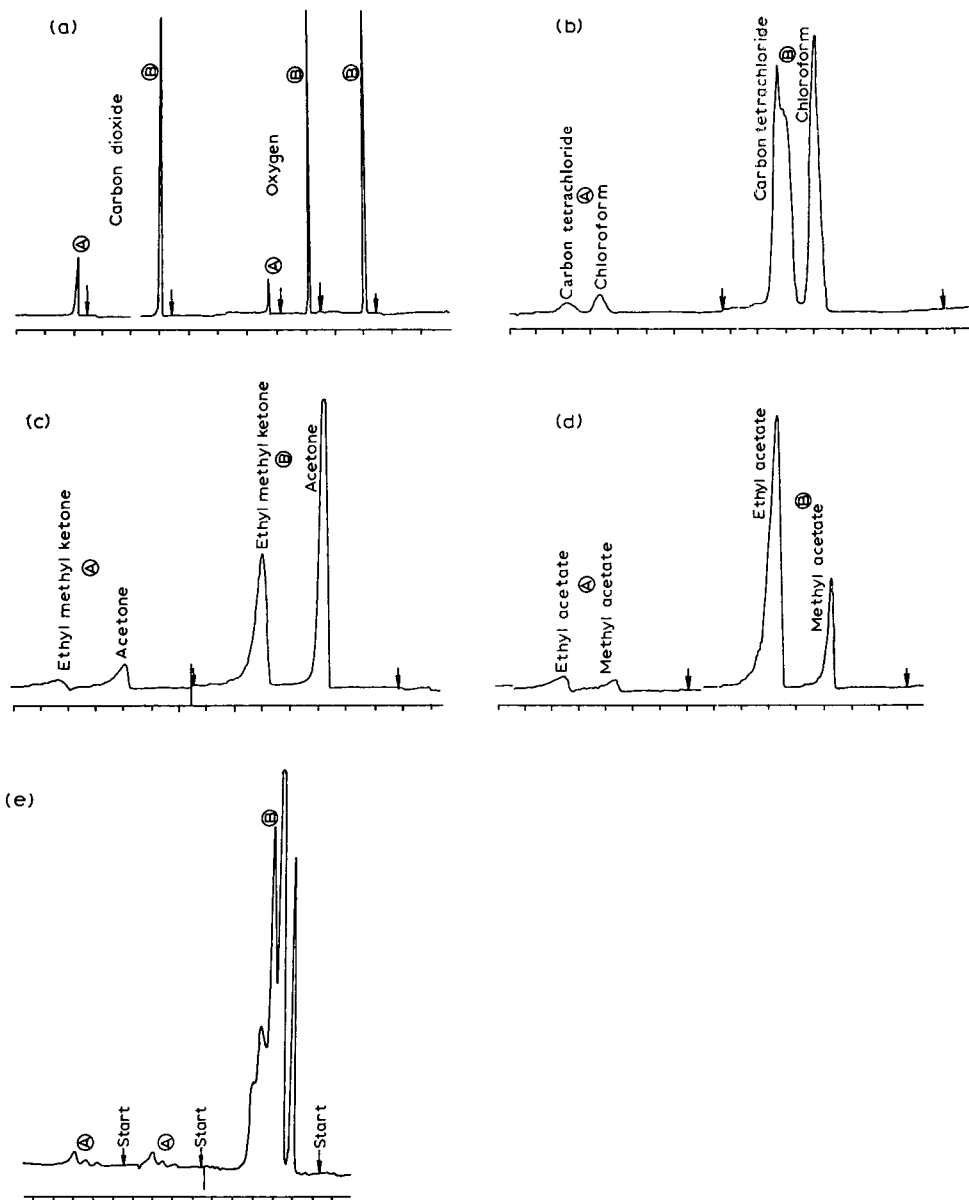 (a)
Ⓐ
Carbon dioxide
Ⓑ
Ⓐ
Oxygen
Ⓑ
Ⓑ
(b)
Carbon tetrachloride
Ⓐ
Chloroform
Carbon tetrachloride
Ⓑ
Chloroform
(c)
Ethyl methyl ketone
Ⓐ
Acetone
Ethyl methyl ketone
Ⓑ
Acetone
(d)
Ethyl acetate
Ⓐ
Methyl acetate
Ethyl acetate
Ⓑ
Methyl acetate
(e)
Ⓐ
Start
Ⓐ
Start
Ⓑ
Start